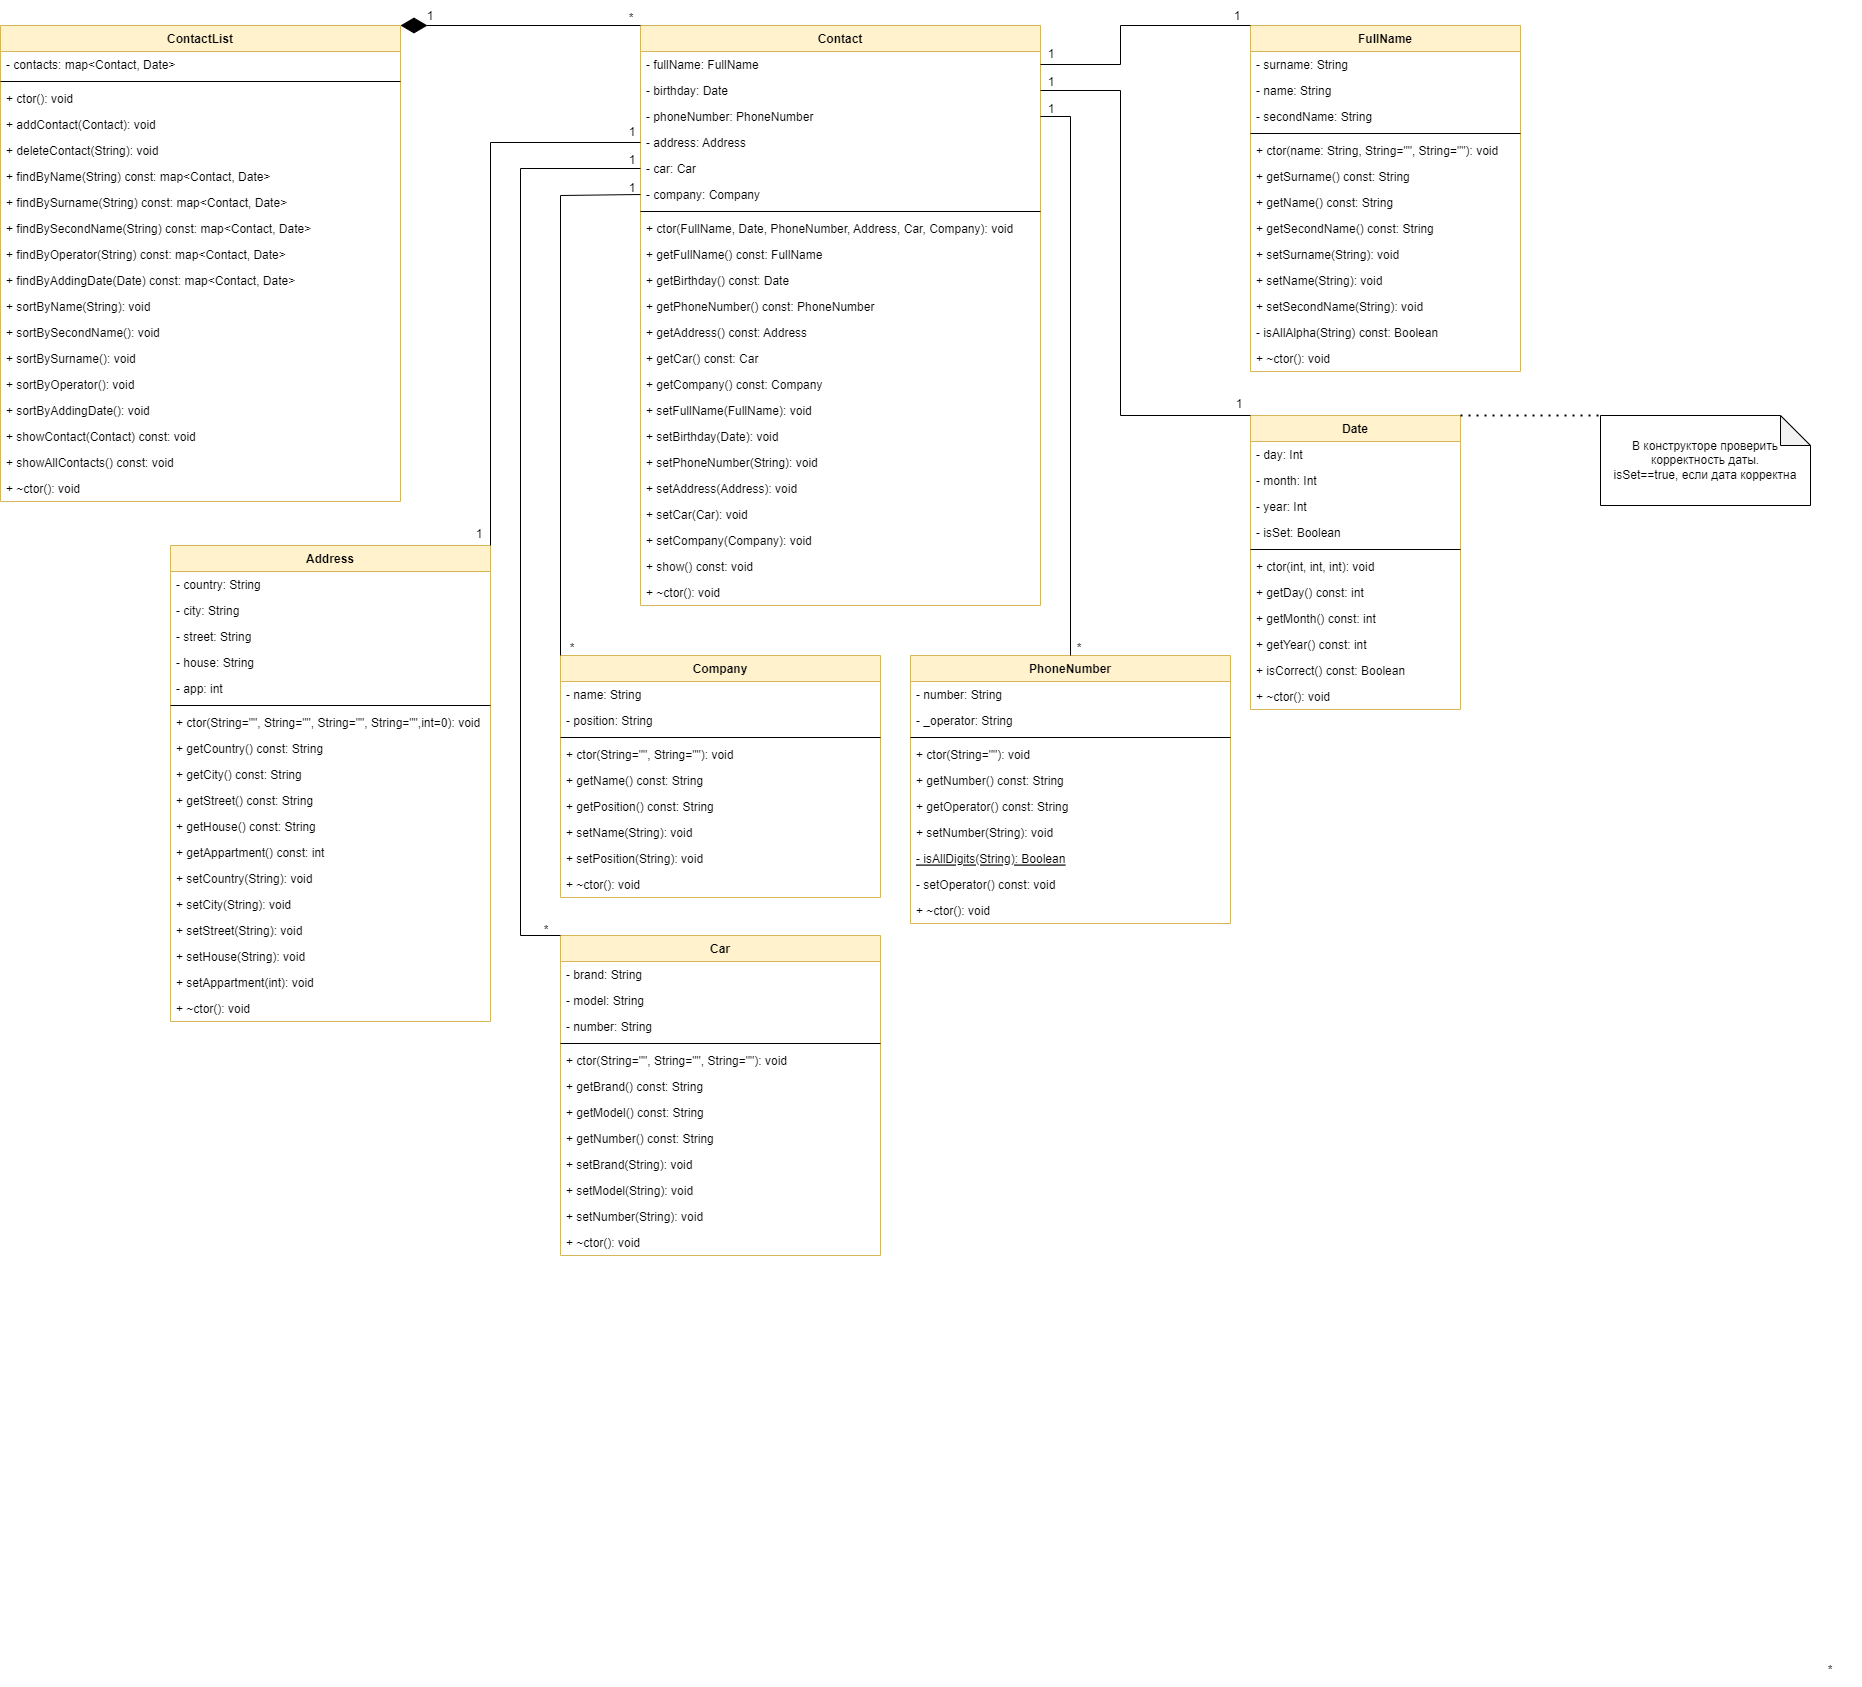 1
*
ContactList
- contacts: map<Contact, Date>
+ ctor(): void
+ addContact(Contact): void
+ deleteContact(String): void
+ findByName(String) const: map<Contact, Date>
+ findBySurname(String) const: map<Contact, Date>
+ findBySecondName(String) const: map<Contact, Date>
+ findByOperator(String) const: map<Contact, Date>
+ findByAddingDate(Date) const: map<Contact, Date>
+ sortByName(String): void
+ sortBySecondName(): void
+ sortBySurname(): void
+ sortByOperator(): void
+ sortByAddingDate(): void
+ showContact(Contact) const: void
+ showAllContacts() const: void
+ ~ctor(): void
Contact
- fullName: FullName
- birthday: Date
- phoneNumber: PhoneNumber
- address: Address
- car: Car
- company: Company
+ ctor(FullName, Date, PhoneNumber, Address, Car, Company): void
+ getFullName() const: FullName
+ getBirthday() const: Date
+ getPhoneNumber() const: PhoneNumber
+ getAddress() const: Address
+ getCar() const: Car
+ getCompany() const: Company
+ setFullName(FullName): void
+ setBirthday(Date): void
+ setPhoneNumber(String): void
+ setAddress(Address): void
+ setCar(Car): void
+ setCompany(Company): void
+ show() const: void
+ ~ctor(): void
1
1
1
1
1
1
1
FullName
- surname: String
- name: String
- secondName: String
+ ctor(name: String, String="", String=""): void
+ getSurname() const: String
+ getName() const: String
+ getSecondName() const: String
+ setSurname(String): void
+ setName(String): void
+ setSecondName(String): void
- isAllAlpha(String) const: Boolean
+ ~ctor(): void
1
Date
- day: Int
- month: Int
- year: Int
- isSet: Boolean
+ ctor(int, int, int): void
+ getDay() const: int
+ getMonth() const: int
+ getYear() const: int
+ isCorrect() const: Boolean
+ ~ctor(): void
В конструкторе проверить
корректность даты.
isSet==true, если дата корректна
1
Address
- country: String
- city: String
- street: String
- house: String
- app: int
+ ctor(String="", String="", String="", String="",int=0): void
+ getCountry() const: String
+ getCity() const: String
+ getStreet() const: String
+ getHouse() const: String
+ getAppartment() const: int
+ setCountry(String): void
+ setCity(String): void
+ setStreet(String): void
+ setHouse(String): void
+ setAppartment(int): void
+ ~ctor(): void
*
Company
- name: String
- position: String
+ ctor(String="", String=""): void
+ getName() const: String
+ getPosition() const: String
+ setName(String): void
+ setPosition(String): void
+ ~ctor(): void
*
PhoneNumber
- number: String
- _operator: String
+ ctor(String=""): void
+ getNumber() const: String
+ getOperator() const: String
+ setNumber(String): void
- isAllDigits(String): Boolean
- setOperator() const: void
+ ~ctor(): void
*
Car
- brand: String
- model: String
- number: String
+ ctor(String="", String="", String=""): void
+ getBrand() const: String
+ getModel() const: String
+ getNumber() const: String
+ setBrand(String): void
+ setModel(String): void
+ setNumber(String): void
+ ~ctor(): void
*